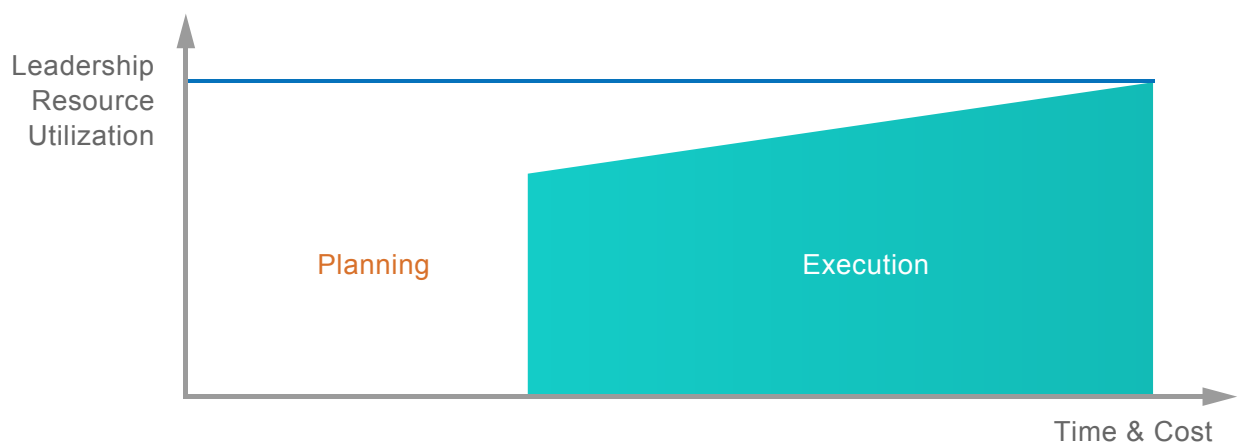 Leadership
Resource
Utilization
Planning
Execution
Time & Cost